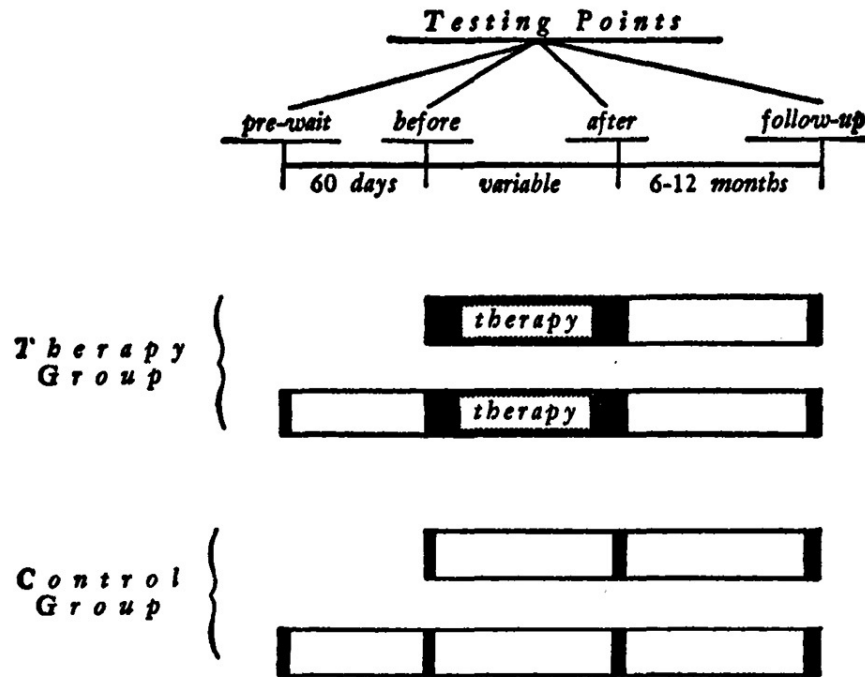 Testing Points
pre-wait before after follow-up
60 days variable 6-12 months
therapy
Therapy
Group
therapy
Control
Group